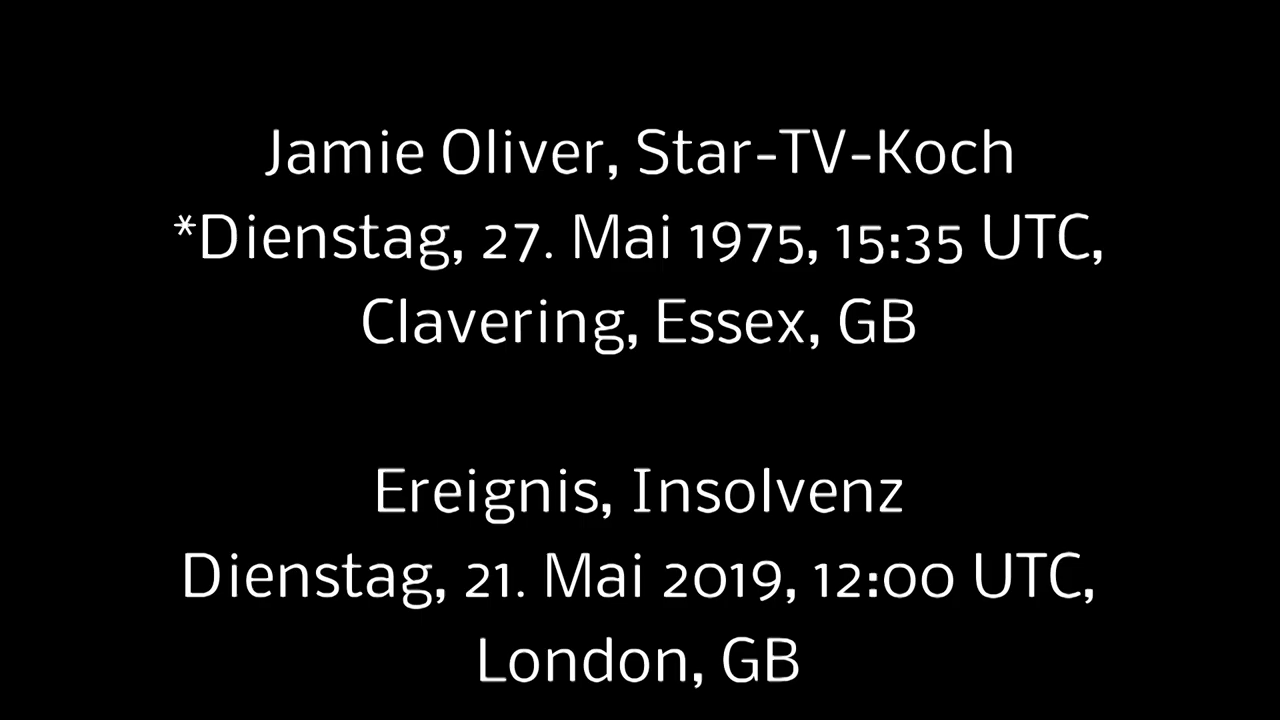 Jamie Oliver, Star-TV-Koch
*Dienstag, 27. Mai 1975, 15:35 UTC,
Clavering, Essex, GB
Ereignis, Insolvenz
Dienstag, 21. Mai 2019, 12:00 UTC,
London, GB